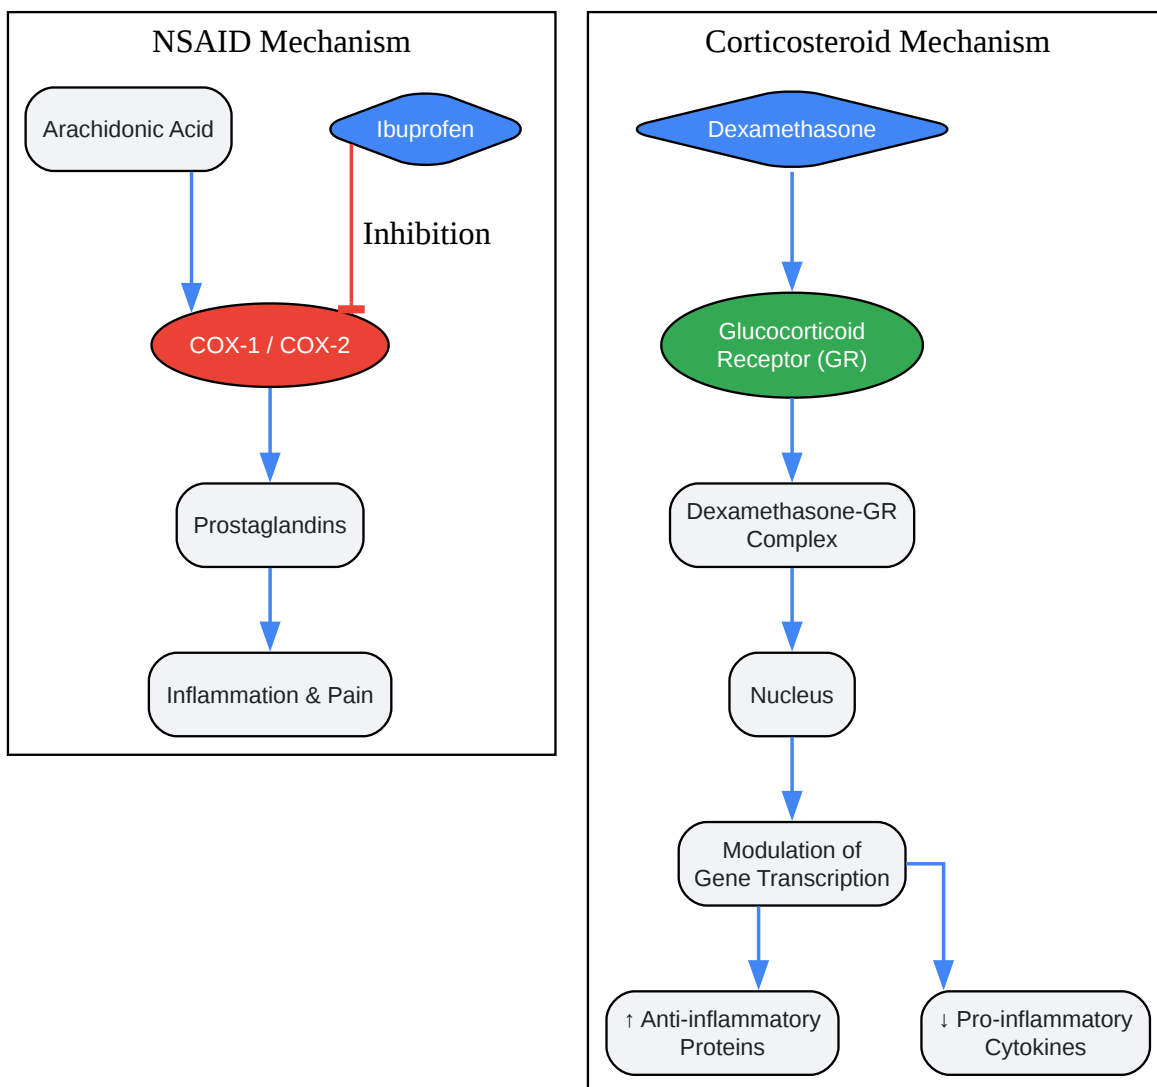 NSAID Mechanism
Arachidonic Acid
Ibuprofen
Inhibition
COX-1 / COX-2
Prostaglandins
Inflammation & Pain
Corticosteroid Mechanism
Dexamethasone
Glucocorticoid
Receptor (GR)
Dexamethasone-GR
Complex
Nucleus
Modulation of
Gene Transcription
↑ Anti-inflammatory
Proteins
↓ Pro-inflammatory
Cytokines